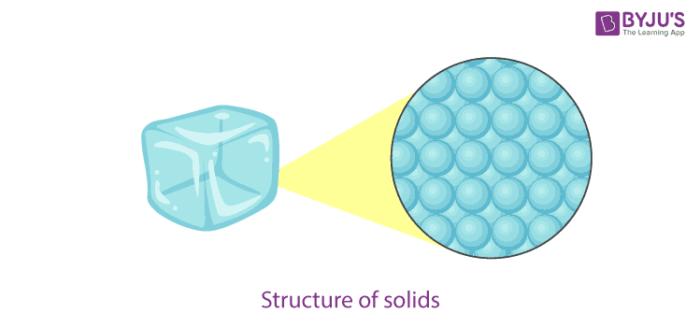 BYJU'S
The Learning App
Structure of solids